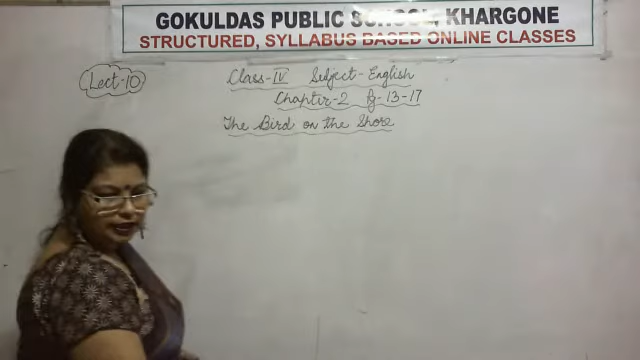 GOKULDAS PUBLIC SCHOOL, KHARGONE
STRUCTURED, SYLLABUS BASED ONLINE CLASSES
Lect-10
Class-IV Subject-English
Chapter-2 Pg-13-17
The Bird on the Shore